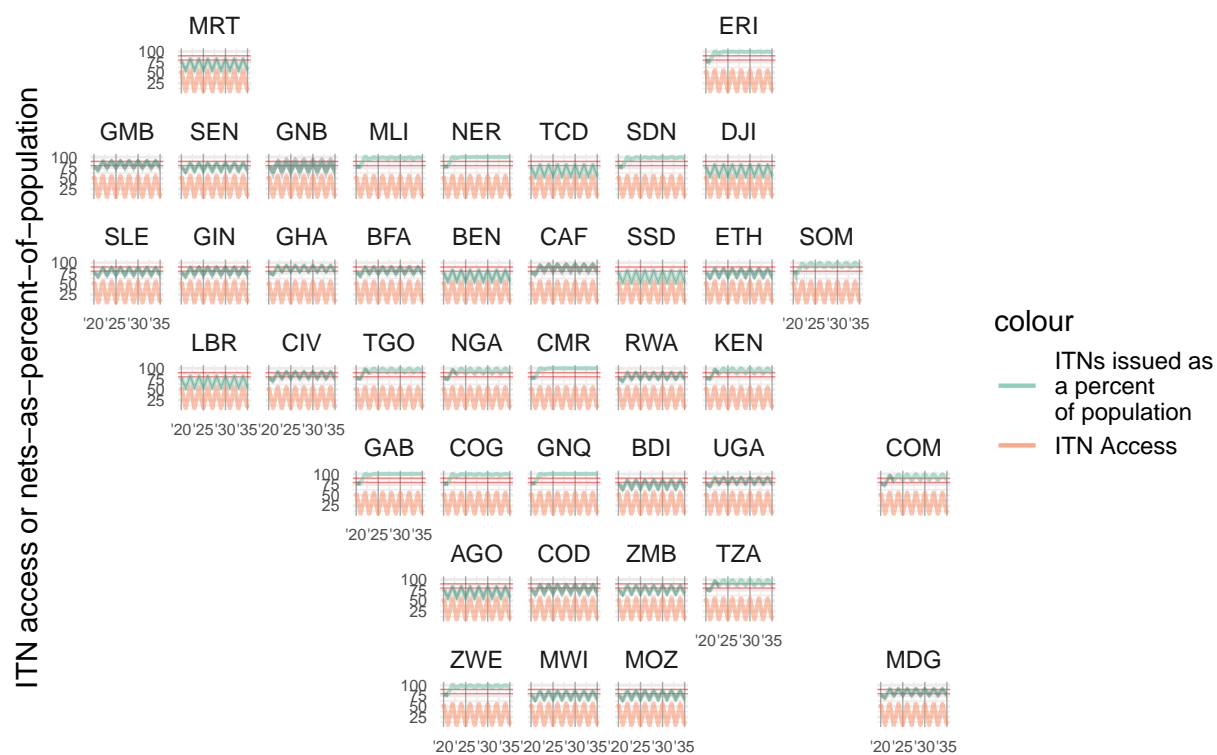 MRT ERI
100
75
50
25
GMB SEN GNB MLI NER TCD SDN DJI
100
75
50
25
SLE GIN GHA BFA BEN CAF SSD ETH SOM
100
75
50
25
'20'25'30'35 '20'25'30'35
LBR CIV TGO NGA CMR RWA KEN
100
75
50
25
'20'25'30'35 '20'25'30'35
GAB COG GNQ BDI UGA COM
100
75
50
25
'20'25'30'35
AGO COD ZMB TZA
100
75
50
25
'20'25'30'35
ZWE MWI MOZ MDG
100
75
50
25
'20'25'30'35 '20'25'30'35 '20'25'30'35 '20'25'30'35
ITN access or nets−as−percent−of−population
colour
ITNs issued as
a percent
of population
ITN Access